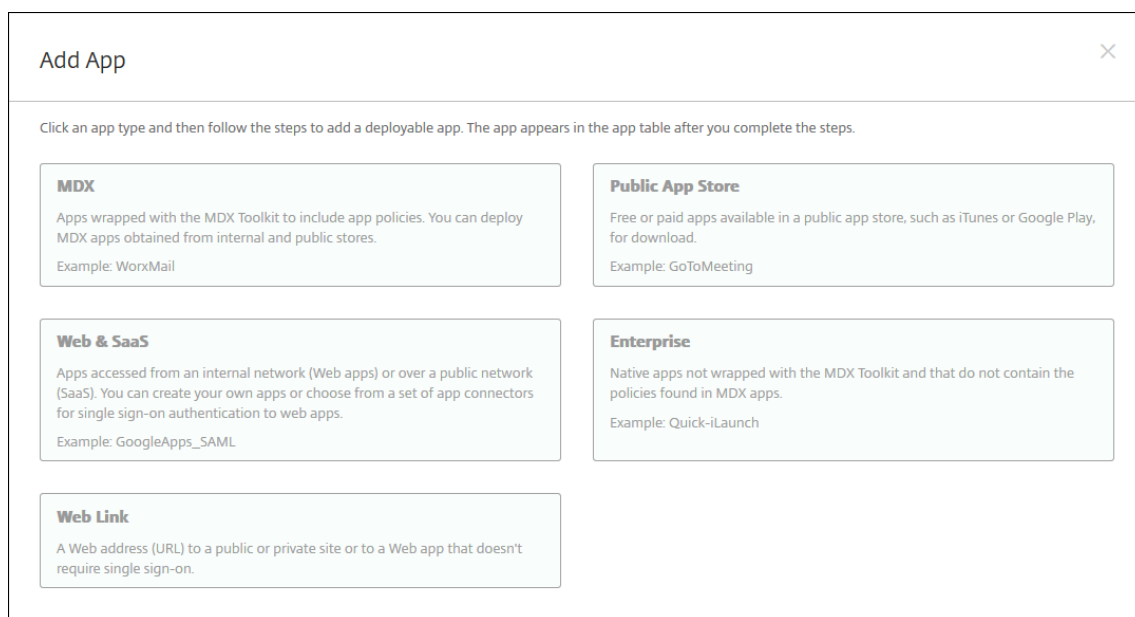 Add App
Click an app type and then follow the steps to add a deployable app. The app appears in the app table after you complete the steps.
MDX
Apps wrapped with the MDX Toolkit to include app policies. You can deploy
MDX apps obtained from internal and public stores.
Example: WorxMail
Public App Store
Free or paid apps available in a public app store, such as iTunes or Google Play,
for download.
Example: GoToMeeting
Web & SaaS
Apps accessed from an internal network (Web apps) or over a public network
(SaaS). You can create your own apps or choose from a set of app connectors
for single sign-on authentication to web apps.
Example: GoogleApps_SAML
Enterprise
Native apps not wrapped with the MDX Toolkit and that do not contain the
policies found in MDX apps.
Example: Quick-iLaunch
Web Link
A Web address (URL) to a public or private site or to a Web app that doesn't
require single sign-on.